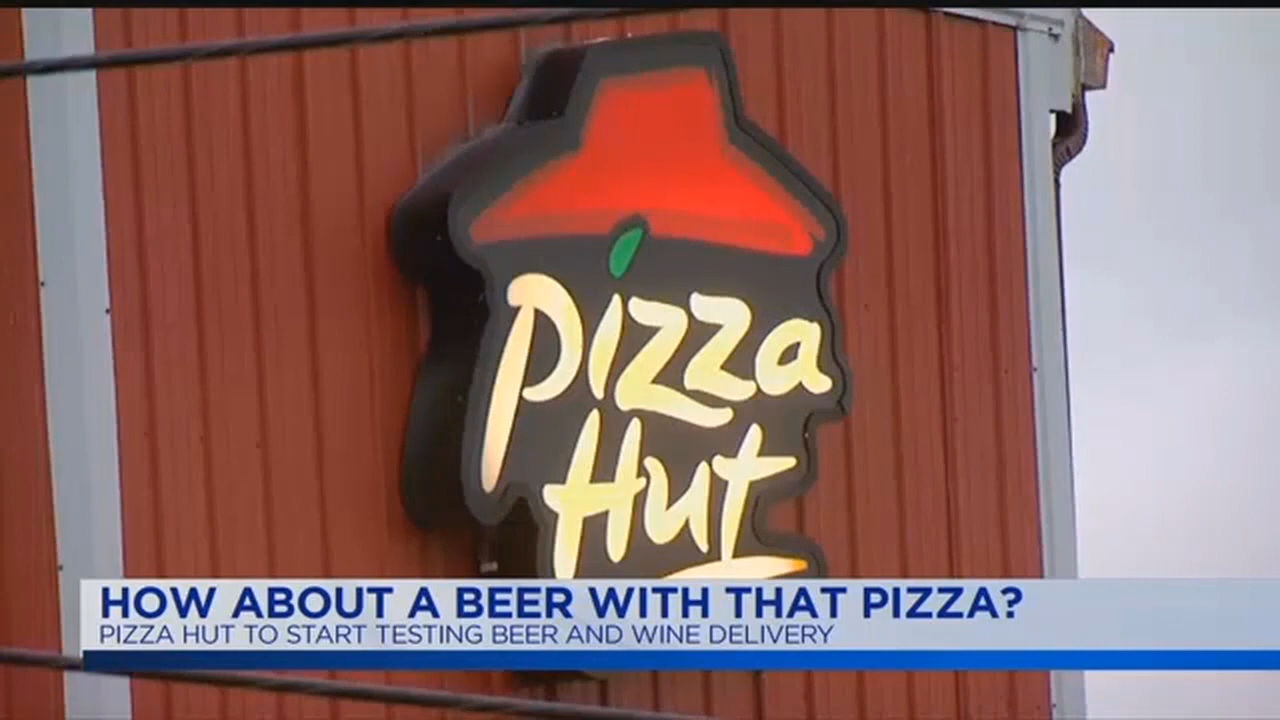 Pizza
Hut
HOW ABOUT A BEER WITH THAT PIZZA?
PIZZA HUT TO START TESTING BEER AND WINE DELIVERY